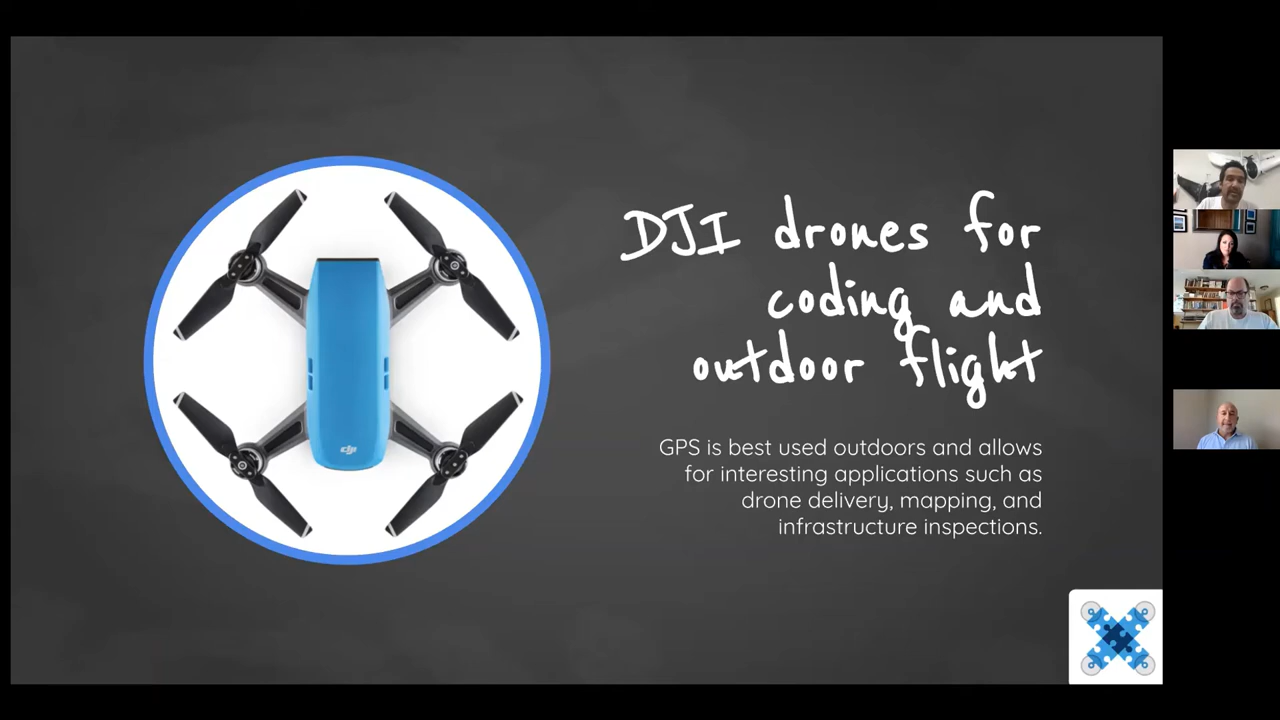 DJI drones for
coding and
outdoor flight
GPS is best used outdoors and allows
for interesting applications such as
drone delivery, mapping, and
infrastructure inspections.
dji